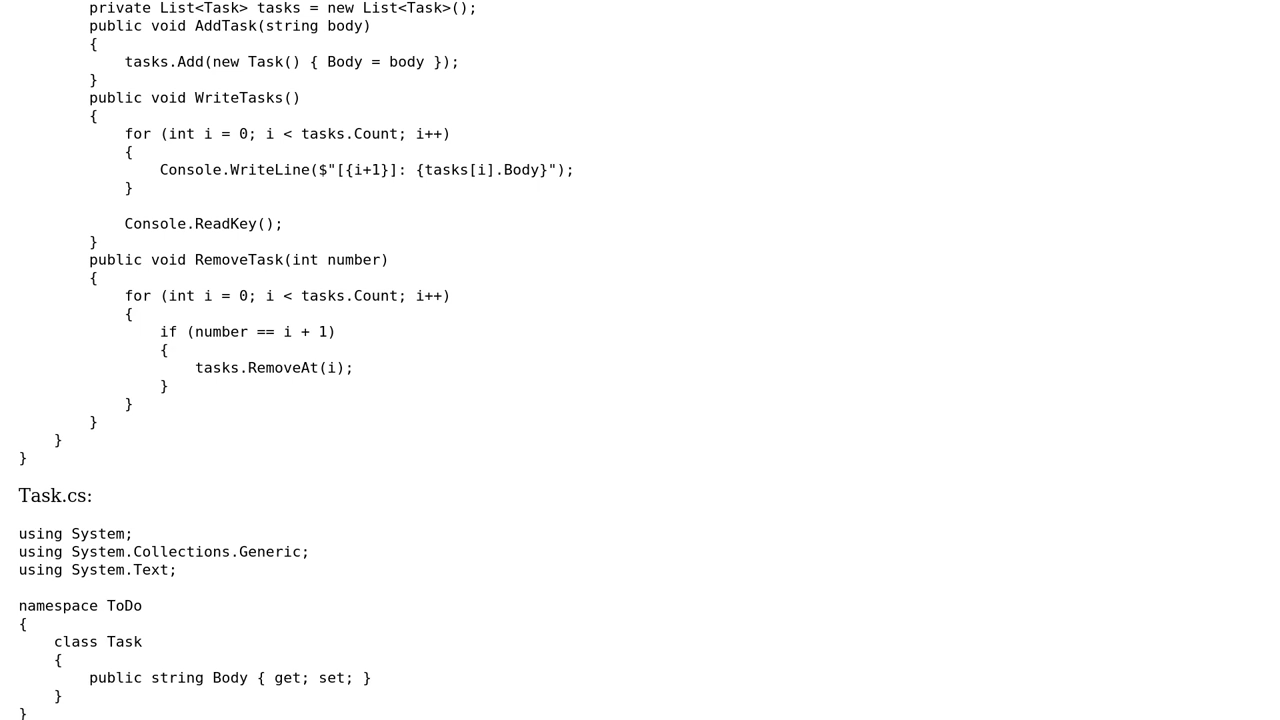 private List<Task> tasks = new List<Task>();
        public void AddTask(string body)
        {
            tasks.Add(new Task() { Body = body });
        }
        public void WriteTasks()
        {
            for (int i = 0; i < tasks.Count; i++)
            {
                Console.WriteLine($"[{i+1}]: {tasks[i].Body}");
            }

            Console.ReadKey();
        }
        public void RemoveTask(int number)
        {
            for (int i = 0; i < tasks.Count; i++)
            {
                if (number == i + 1)
                {
                    tasks.RemoveAt(i);
                }
            }
        }
    }
}
Task.cs:
using System;
using System.Collections.Generic;
using System.Text;

namespace ToDo
{
    class Task
    {
        public string Body { get; set; }
    }
}